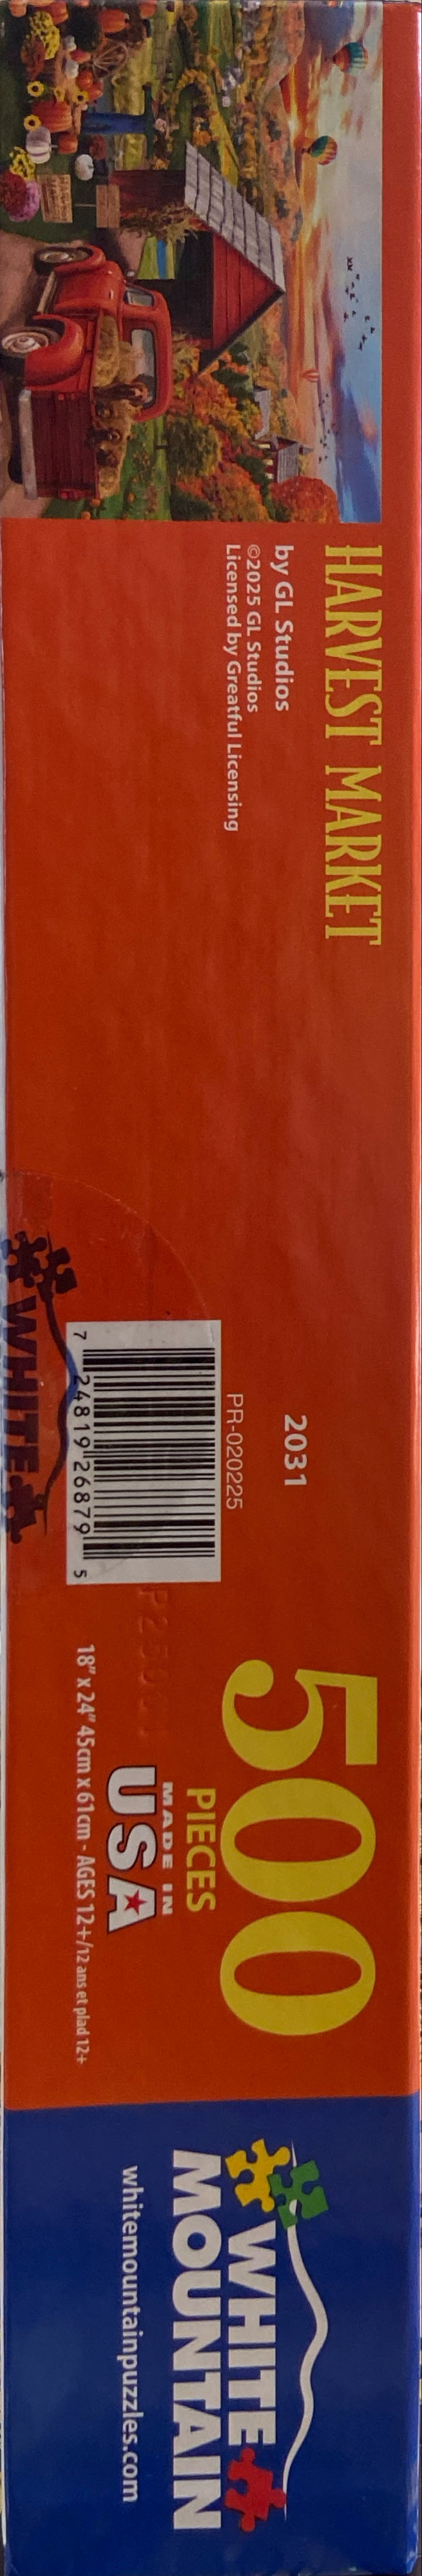 HARVEST MARKET
by GL Studios
©2025 GL Studios
Licensed by Greatful Licensing
2031
PR-020225
7 24819 26879 5
WHITE
500
PIECES
MADE IN
USA
18" x 24" 45cm x 61cm - AGES 12+/12 ans et plad 12+
WHITE
MOUNTAIN
whitemountainpuzzles.com